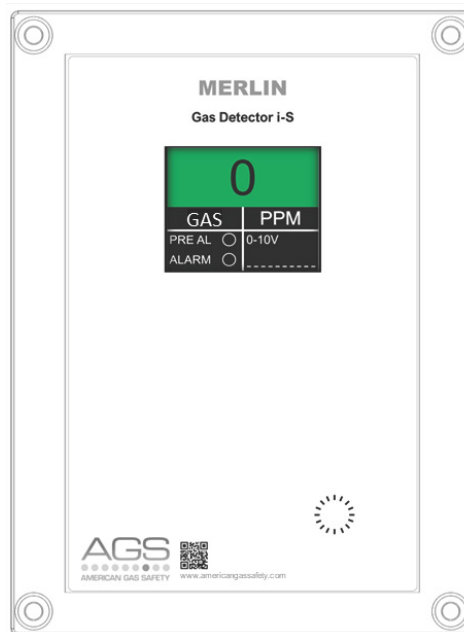 MERLIN
Gas Detector i-S
0
GAS PPM
PRE AL 0-10V
ALARM
AGS
AMERICAN GAS SAFETY www.americangassafety.com